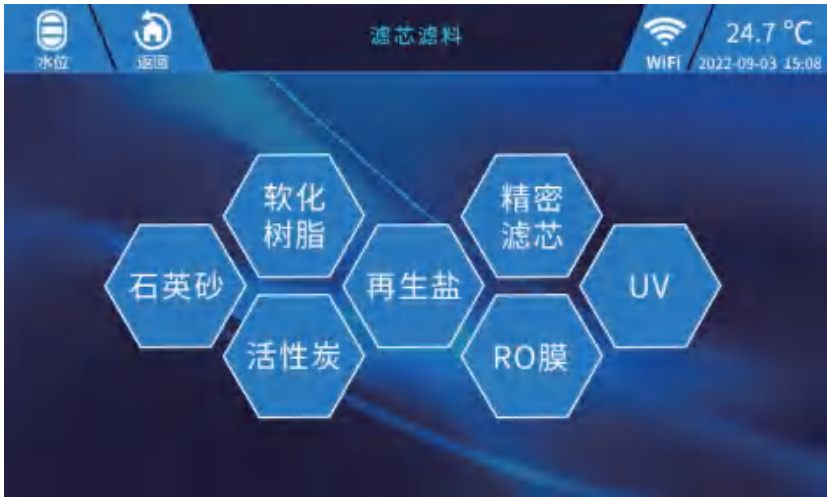 水位
返回
滤芯滤料
WiFi
24.7 °C
2022-09-03 15:08
软化
树脂
精密
滤芯
石英砂
再生盐
UV
活性炭
RO膜